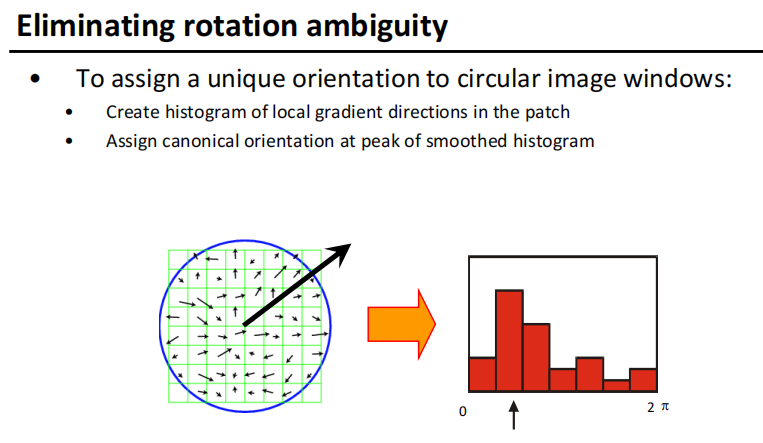 Eliminating rotation ambiguity
• To assign a unique orientation to circular image windows:
• Create histogram of local gradient directions in the patch
• Assign canonical orientation at peak of smoothed histogram
0 2 π